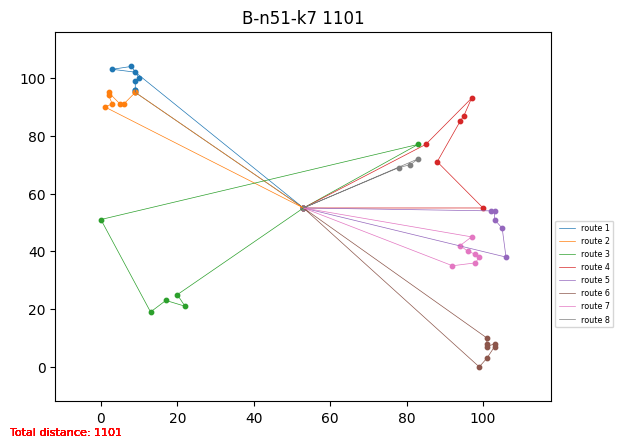 B-n51-k7 1101
100
80
60
40
20
0
0 20 40 60 80 100
route 1
route 2
route 3
route 4
route 5
route 6
route 7
route 8
Total distance: 1101